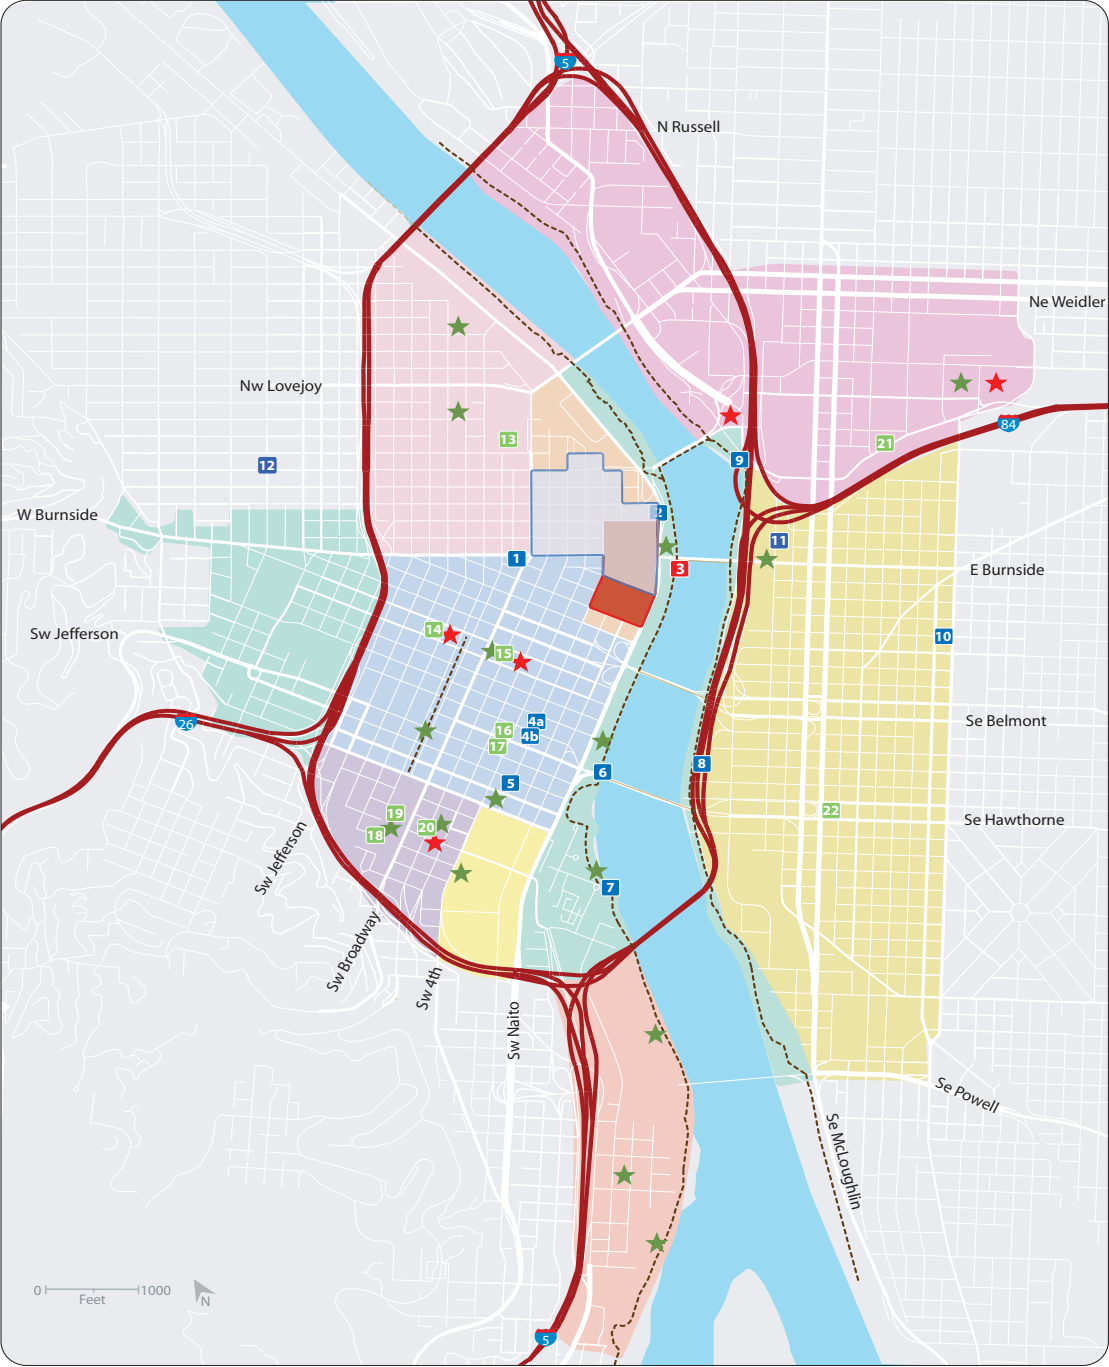 5
N Russell
Ne Weidler
Nw Lovejoy
84
13
21
12
9
W Burnside
2
11
1
3
E Burnside
14
Sw Jefferson
10
15
26
4a
16
4b
17
Se Belmont
6
8
5
19
22
20
18
Se Hawthorne
Sw Jefferson
7
Sw Broadway
Sw 4th
Sw Naito
Se Powell
Se McLoughlin
0
1000
Feet
N
5